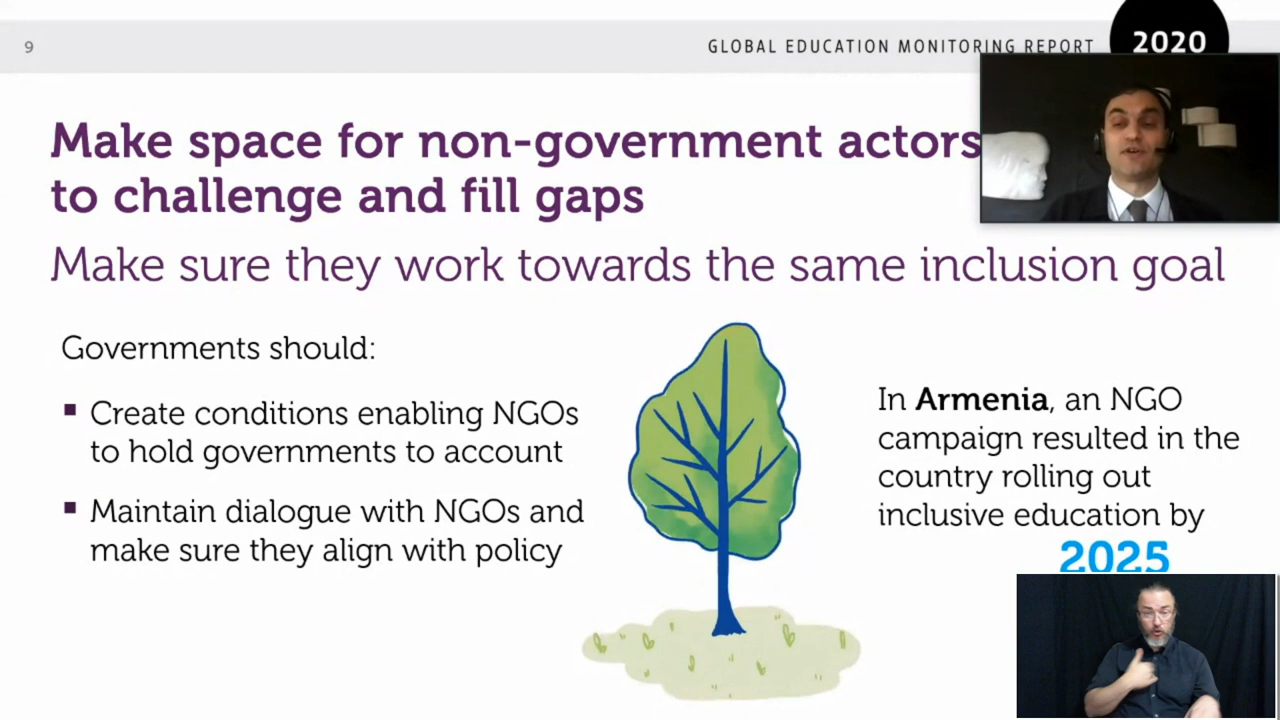 9
GLOBAL EDUCATION MONITORING REPORT
2020
Make space for non-government actors
to challenge and fill gaps
Make sure they work towards the same inclusion goal
Governments should:
▪ Create conditions enabling NGOs
to hold governments to account
▪ Maintain dialogue with NGOs and
make sure they align with policy
In Armenia, an NGO
campaign resulted in the
country rolling out
inclusive education by
2025